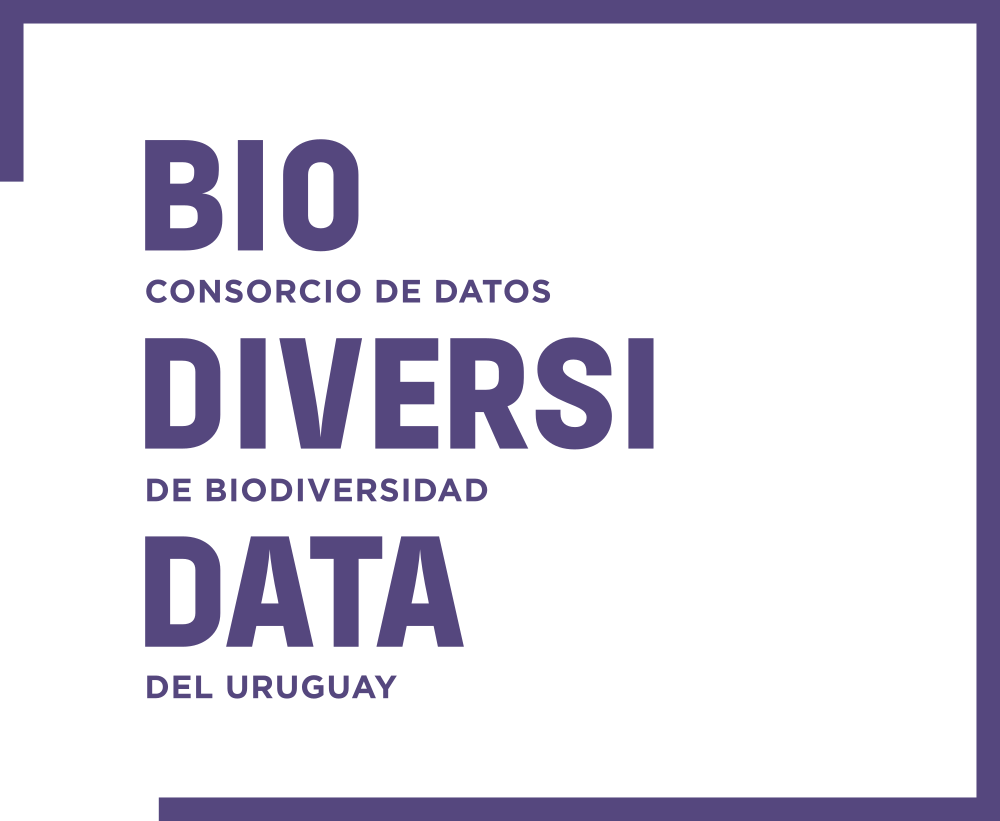 BIO
CONSORCIO DE DATOS
DIVERSI
DE BIODIVERSIDAD
DATA
DEL URUGUAY